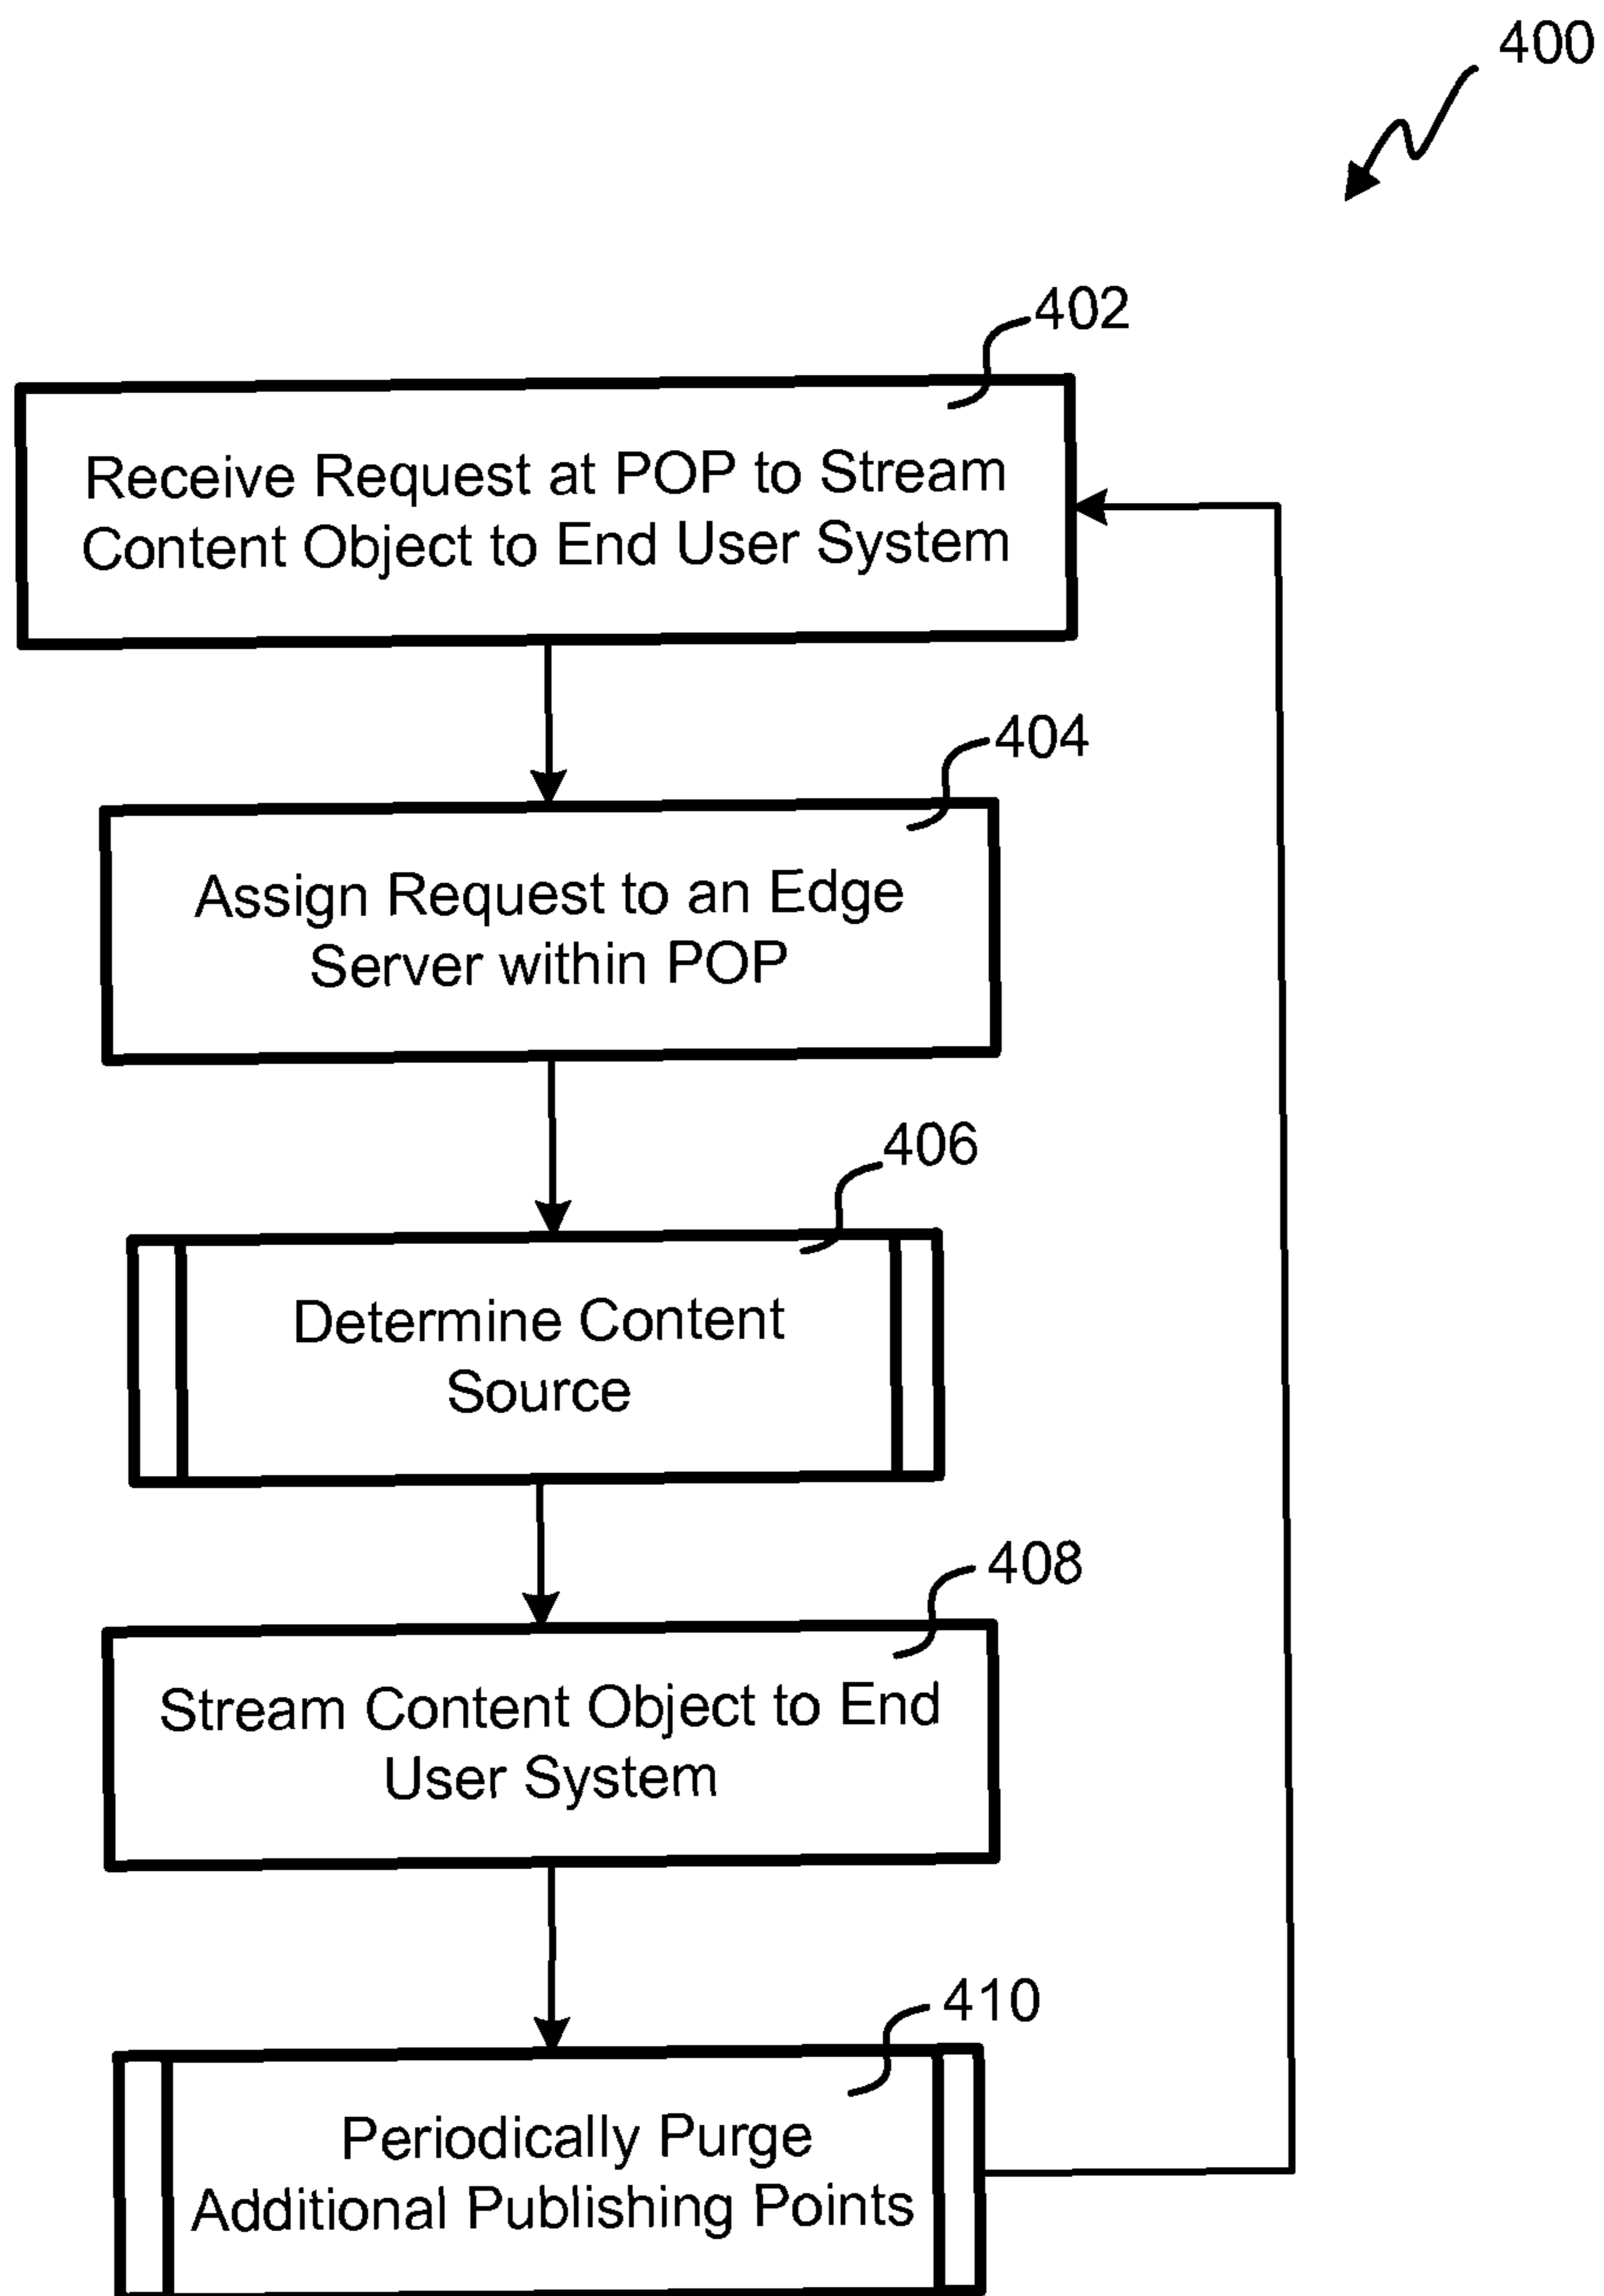 400
402
Receive Request at POP to Stream
Content Object to End User System
404
Assign Request to an Edge
Server within POP
406
Determine Content
Source
408
Stream Content Object to End
User System
410
Periodically Purge
Additional Publishing Points